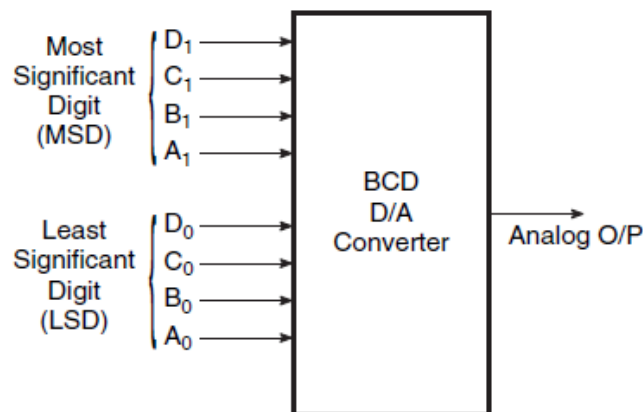 Most
Significant
Digit
(MSD)
D₁
C₁
B₁
A₁
Least
Significant
Digit
(LSD)
D₀
C₀
B₀
A₀
BCD
D/A
Converter
Analog O/P